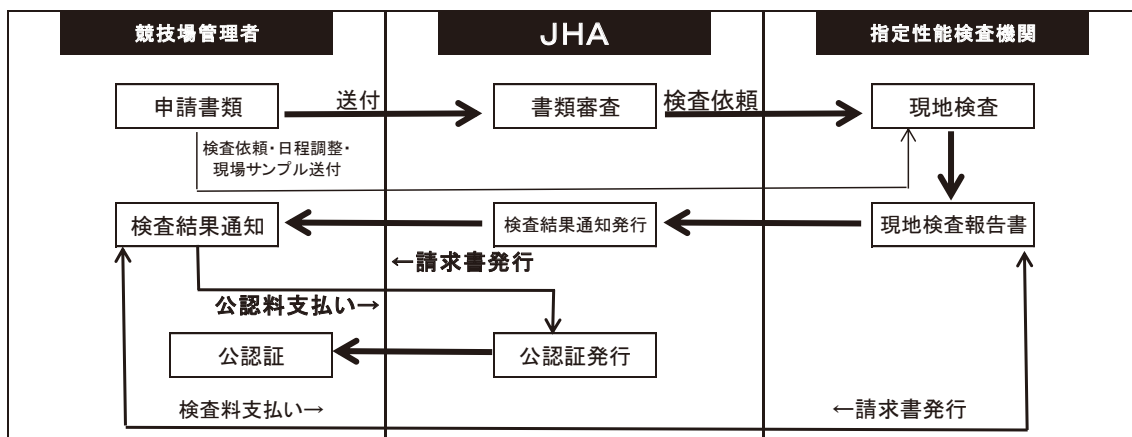 競技場管理者
JHA
指定性能検査機関
申請書類
送付
書類審査
検査依頼
現地検査
検査依頼・日程調整・
現場サンプル送付
検査結果通知
検査結果通知発行
現地検査報告書
←請求書発行
公認料支払い→
公認証
公認証発行
検査料支払い→
←請求書発行